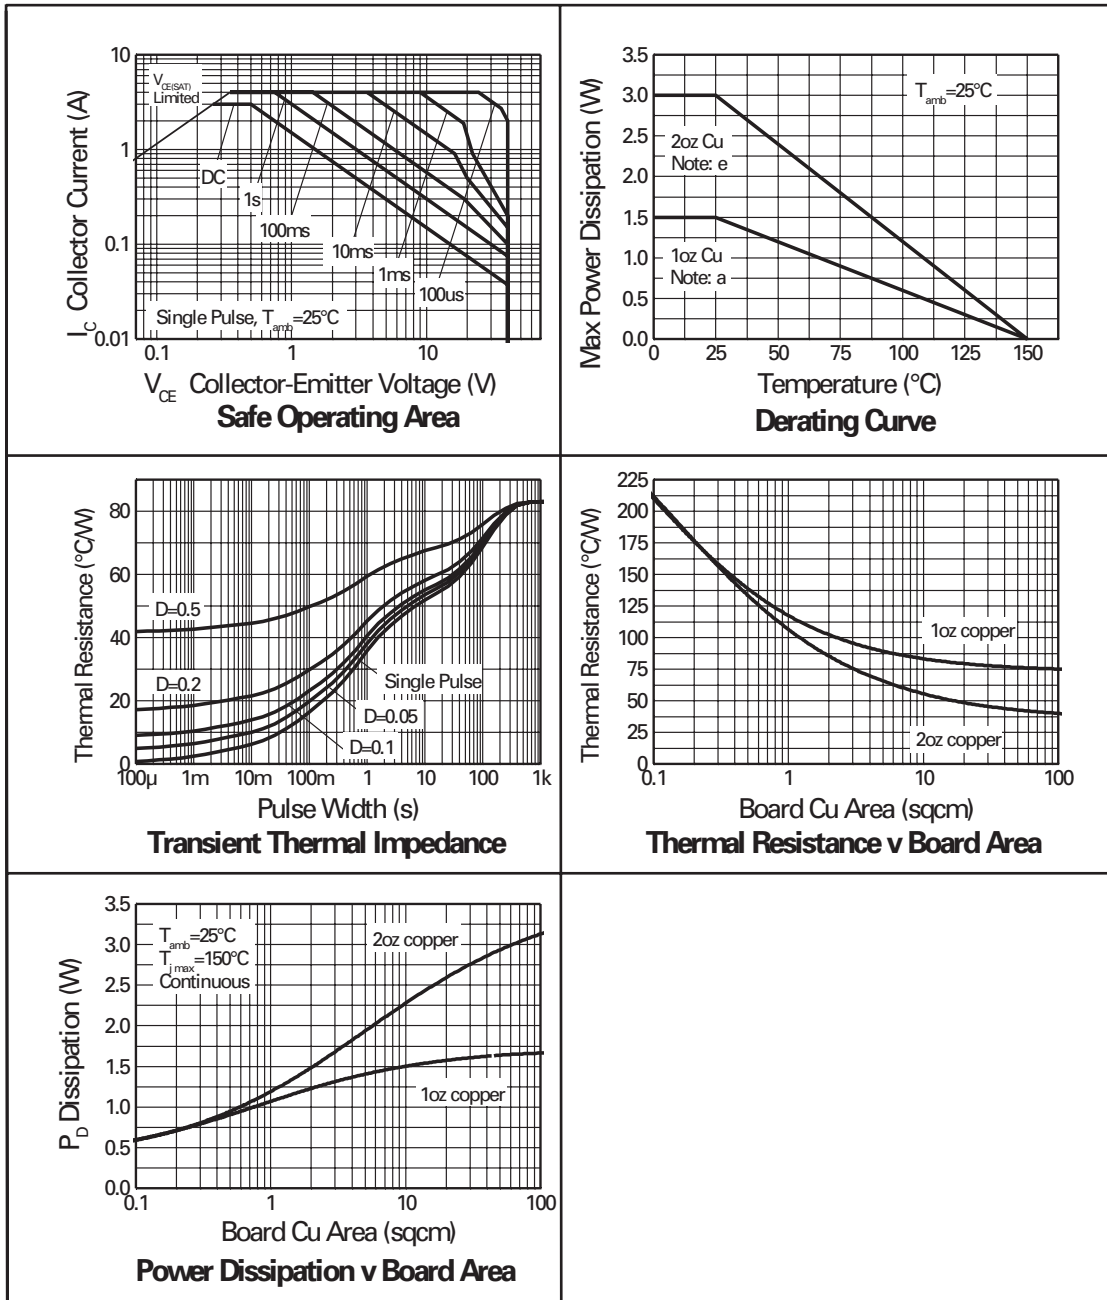 10
1
0.1
0.01
0.1
1
10
I_C Collector Current (A)
V_CE(SAT)
Limited
DC
1s
100ms
10ms
1ms
100us
Single Pulse, T_amb=25°C
V_CE Collector-Emitter Voltage (V)
Safe Operating Area
3.5
3.0
2.5
2.0
1.5
1.0
0.5
0.0
0
25
50
75
100
125
150
Max Power Dissipation (W)
T_amb=25°C
2oz Cu
Note: e
1oz Cu
Note: a
Temperature (°C)
Derating Curve
80
60
40
20
0
100µ
1m
10m
100m
1
10
100
1k
Thermal Resistance (°C/W)
D=0.5
D=0.2
Single Pulse
D=0.05
D=0.1
Pulse Width (s)
Transient Thermal Impedance
225
200
175
150
125
100
75
50
25
0
0.1
1
10
100
Thermal Resistance (°C/W)
1oz copper
2oz copper
Board Cu Area (sqcm)
Thermal Resistance v Board Area
3.5
3.0
2.5
2.0
1.5
1.0
0.5
0.0
0.1
1
10
100
P_D Dissipation (W)
T_amb=25°C
T_j max=150°C
Continuous
2oz copper
1oz copper
Board Cu Area (sqcm)
Power Dissipation v Board Area